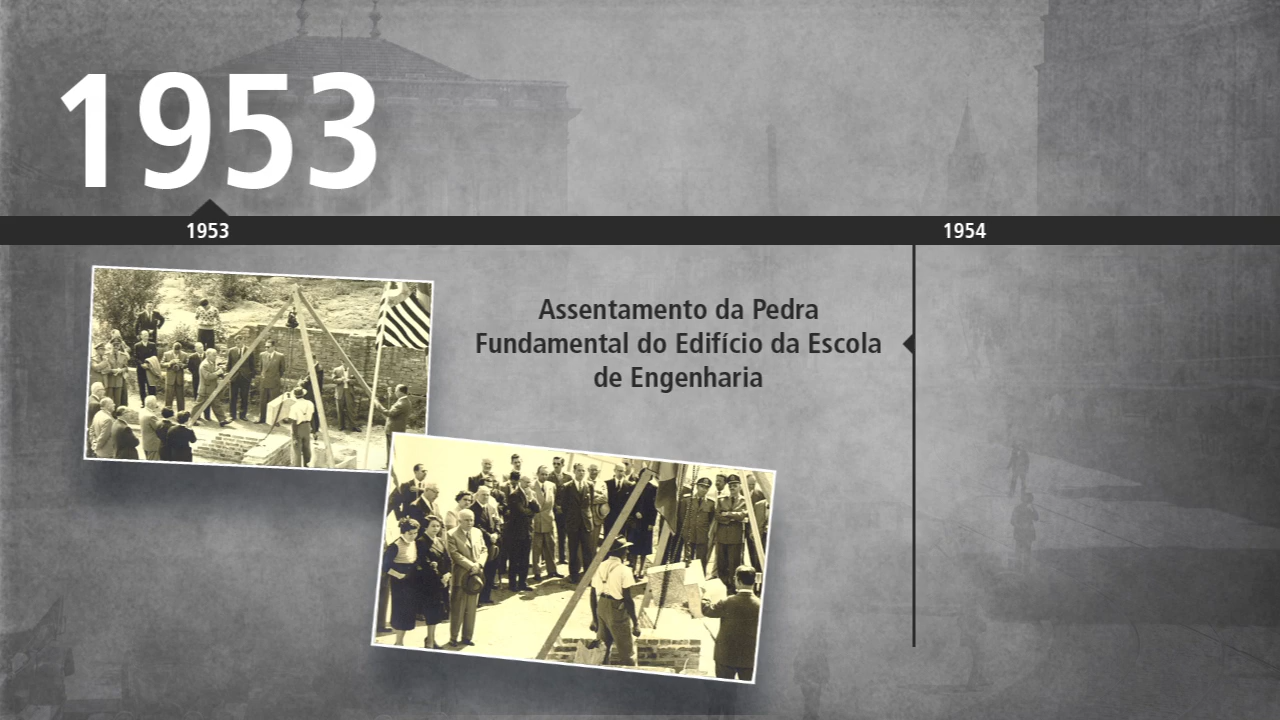 1953
1953
1954
Assentamento da Pedra
Fundamental do Edifício da Escola
de Engenharia